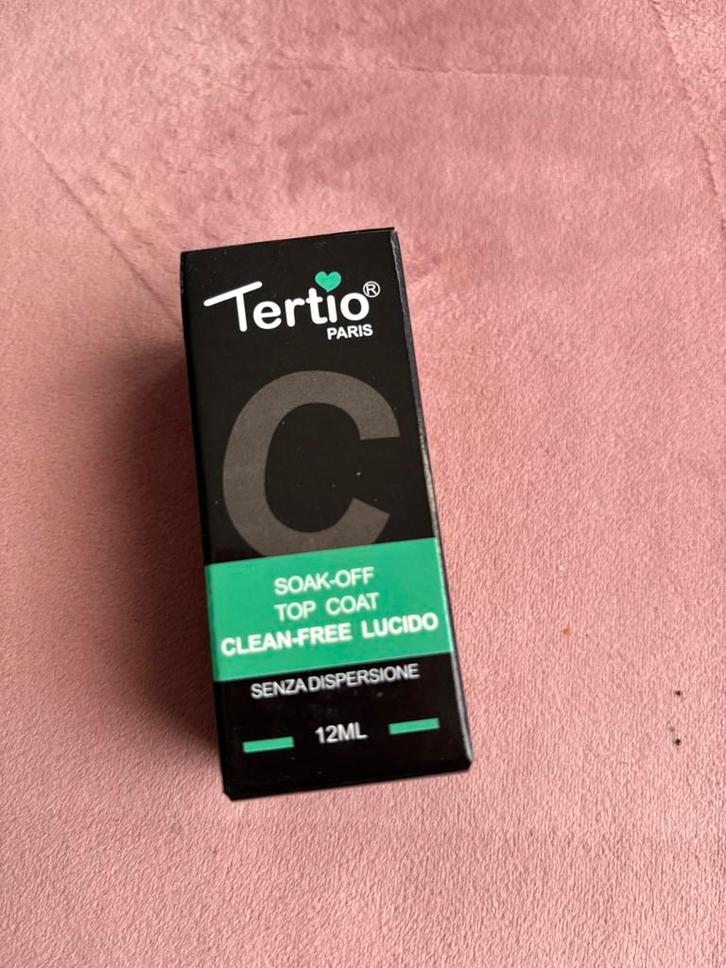 Tertio®
PARIS
C
SOAK-OFF
TOP COAT
CLEAN-FREE LUCIDO
SENZA DISPERSIONE
12ML